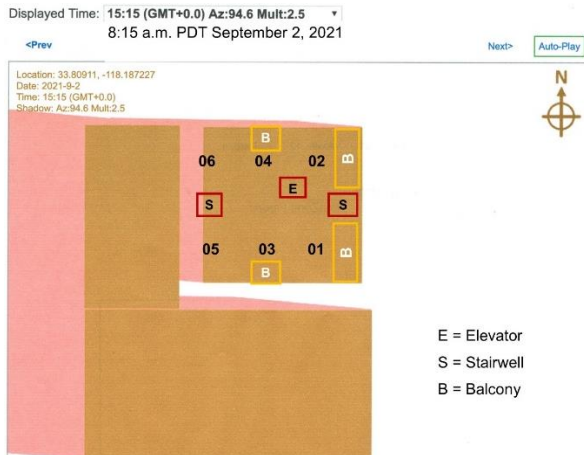 Displayed Time: 15:15 (GMT+0.0) Az:94.6 Mult:2.5
8:15 a.m. PDT September 2, 2021
<Prev Next> Auto-Play
Location: 33.80911, -118.187227
Date: 2021-9-2
Time: 15:15 (GMT+0.0)
Shadow: Az:94.6 Mult:2.5
N
B
B
06 04 02
E
S S
05 03 01
B
B
E = Elevator
S = Stairwell
B = Balcony